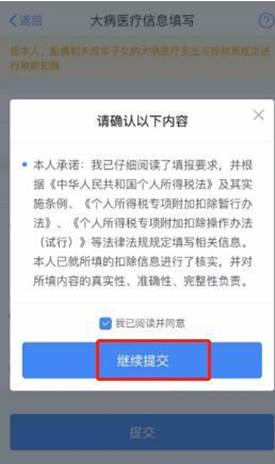 返回
大病医疗信息填写
您本人、配偶和未成年子女的大病医疗支出可按政策规定进
行税前扣除
请确认以下内容
本人承诺：我已仔细阅读了填报要求，并根
据《中华人民共和国个人所得税法》及其实
施条例、《个人所得税专项附加扣除暂行办
法》、《个人所得税专项附加扣除操作办法
（试行）》等法律法规规定填写相关信息。
本人已就所填的扣除信息进行了核实，并对
所填内容的真实性、准确性、完整性负责。
我已阅读并同意
继续提交
提交